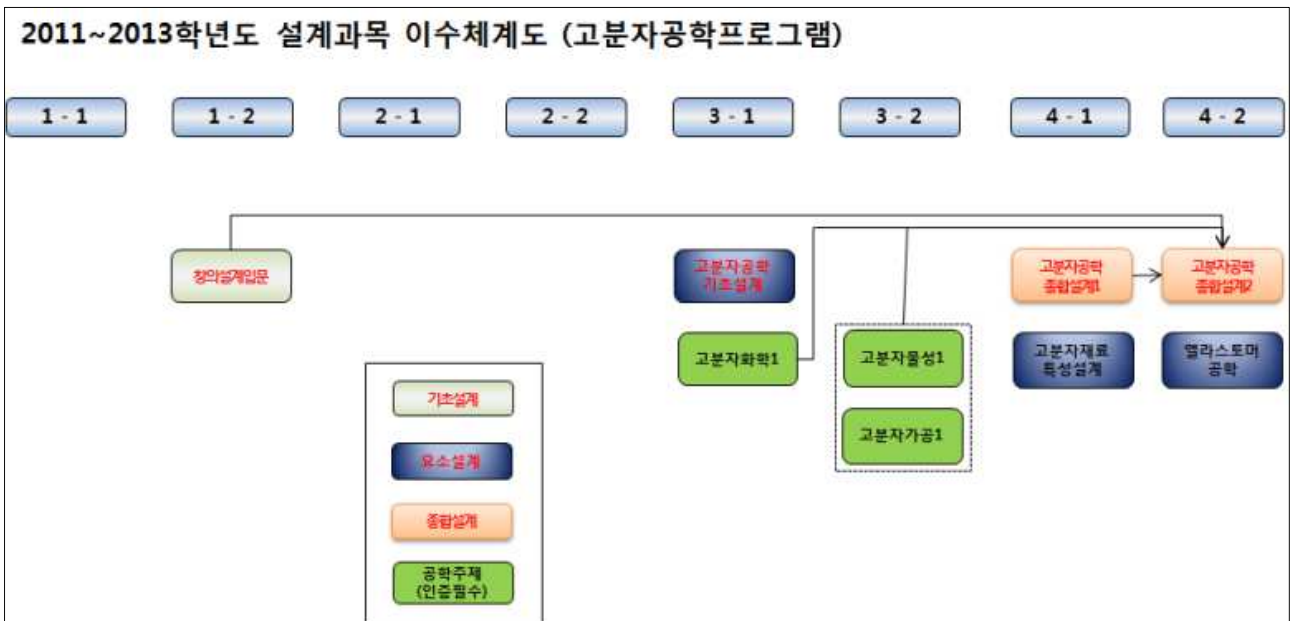 2011~2013학년도 설계과목 이수체계도 (고분자공학프로그램)
1 - 1
1 - 2
2 - 1
2 - 2
3 - 1
3 - 2
4 - 1
4 - 2
창의설계입문
고분자공학
기초설계
고분자공학
종합설계1
고분자공학
종합설계2
고분자화학1
고분자물성1
고분자재료
특성설계
엘라스토머
공학
고분자가공1
기초설계
요소설계
종합설계
공학주제
(인증필수)